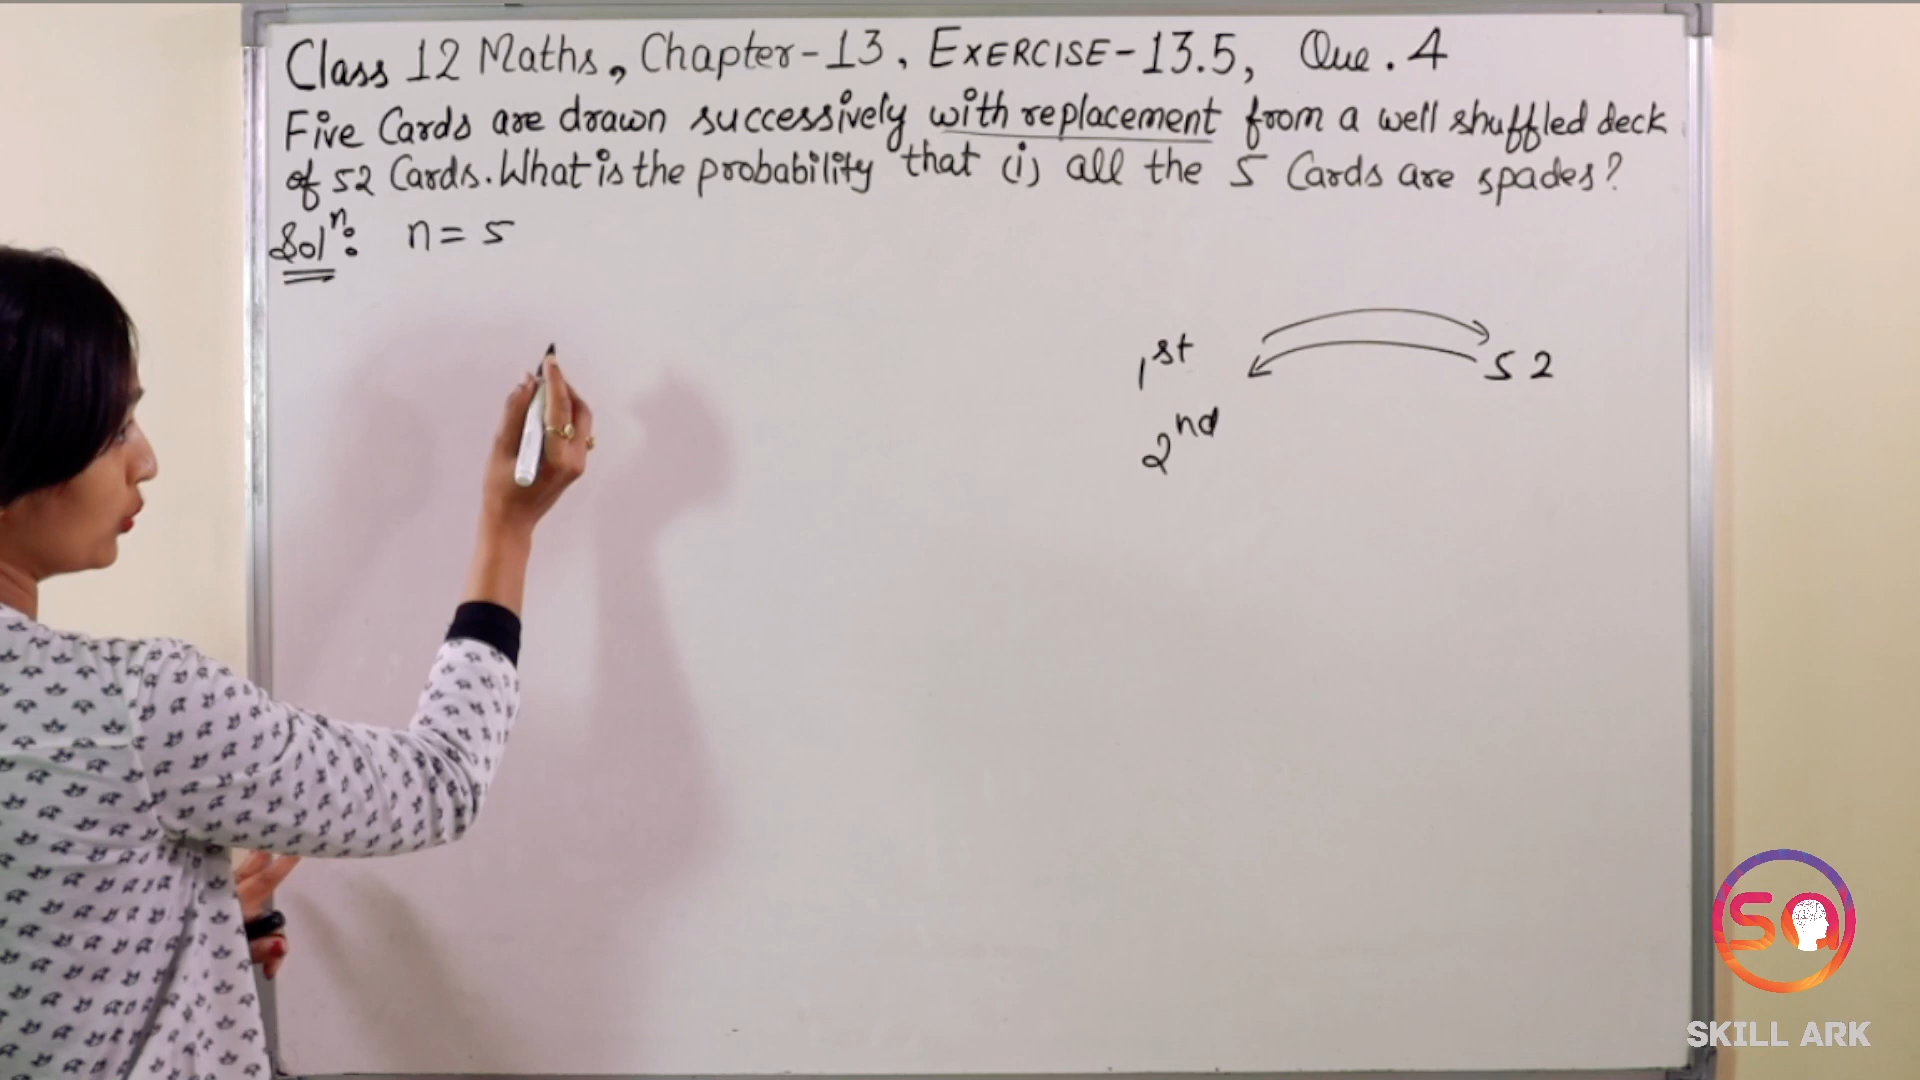 Class 12 Maths, Chapter-13, EXERCISE-13.5, Que. 4
Five Cards are drawn successively with replacement from a well shuffled deck
of 52 Cards. What is the probability that (i) all the 5 Cards are spades?
Solⁿ: n = 5
1st 52
2nd
SA
SKILL ARK